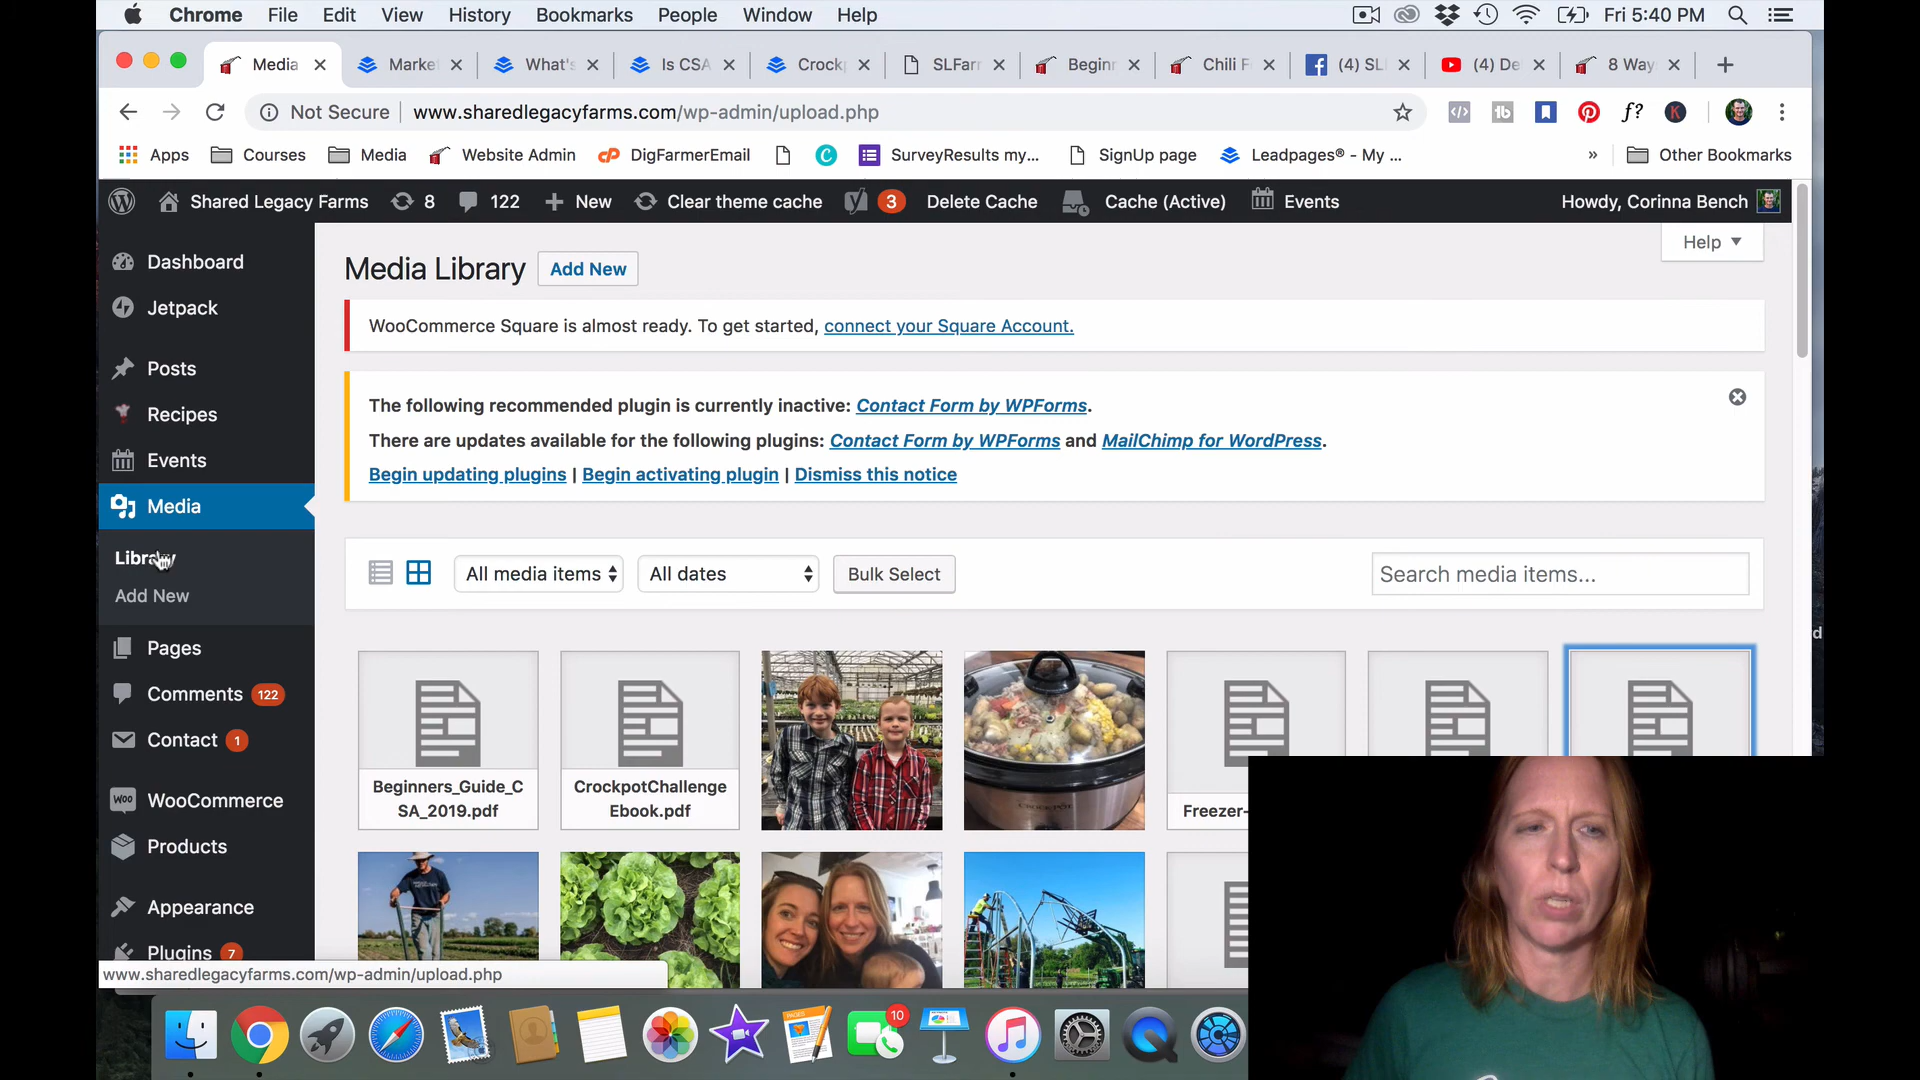 Chrome File Edit View History Bookmarks People Window Help Fri 5:40 PM
Media Marke What's Is CSA Crockp SLFarr Beginn Chili F (4) SL (4) De 8 Way
Not Secure www.sharedlegacyfarms.com/wp-admin/upload.php
Apps Courses Media Website Admin DigFarmerEmail SurveyResults my... SignUp page Leadpages® - My ... » Other Bookmarks
Shared Legacy Farms 8 122 New Clear theme cache 3 Delete Cache Cache (Active) Events Howdy, Corinna Bench
Help
Dashboard
Jetpack
Posts
Recipes
Events
Media
Library
Add New
Pages
Comments 122
Contact 1
WooCommerce
Products
Appearance
Plugins 7
Media Library Add New
WooCommerce Square is almost ready. To get started, connect your Square Account.
The following recommended plugin is currently inactive: Contact Form by WPForms.
There are updates available for the following plugins: Contact Form by WPForms and MailChimp for WordPress.
Begin updating plugins | Begin activating plugin | Dismiss this notice
All media items All dates Bulk Select Search media items...
Beginners_Guide_C
SA_2019.pdf
CrockpotChallenge
Ebook.pdf
Freezer-
www.sharedlegacyfarms.com/wp-admin/upload.php
10